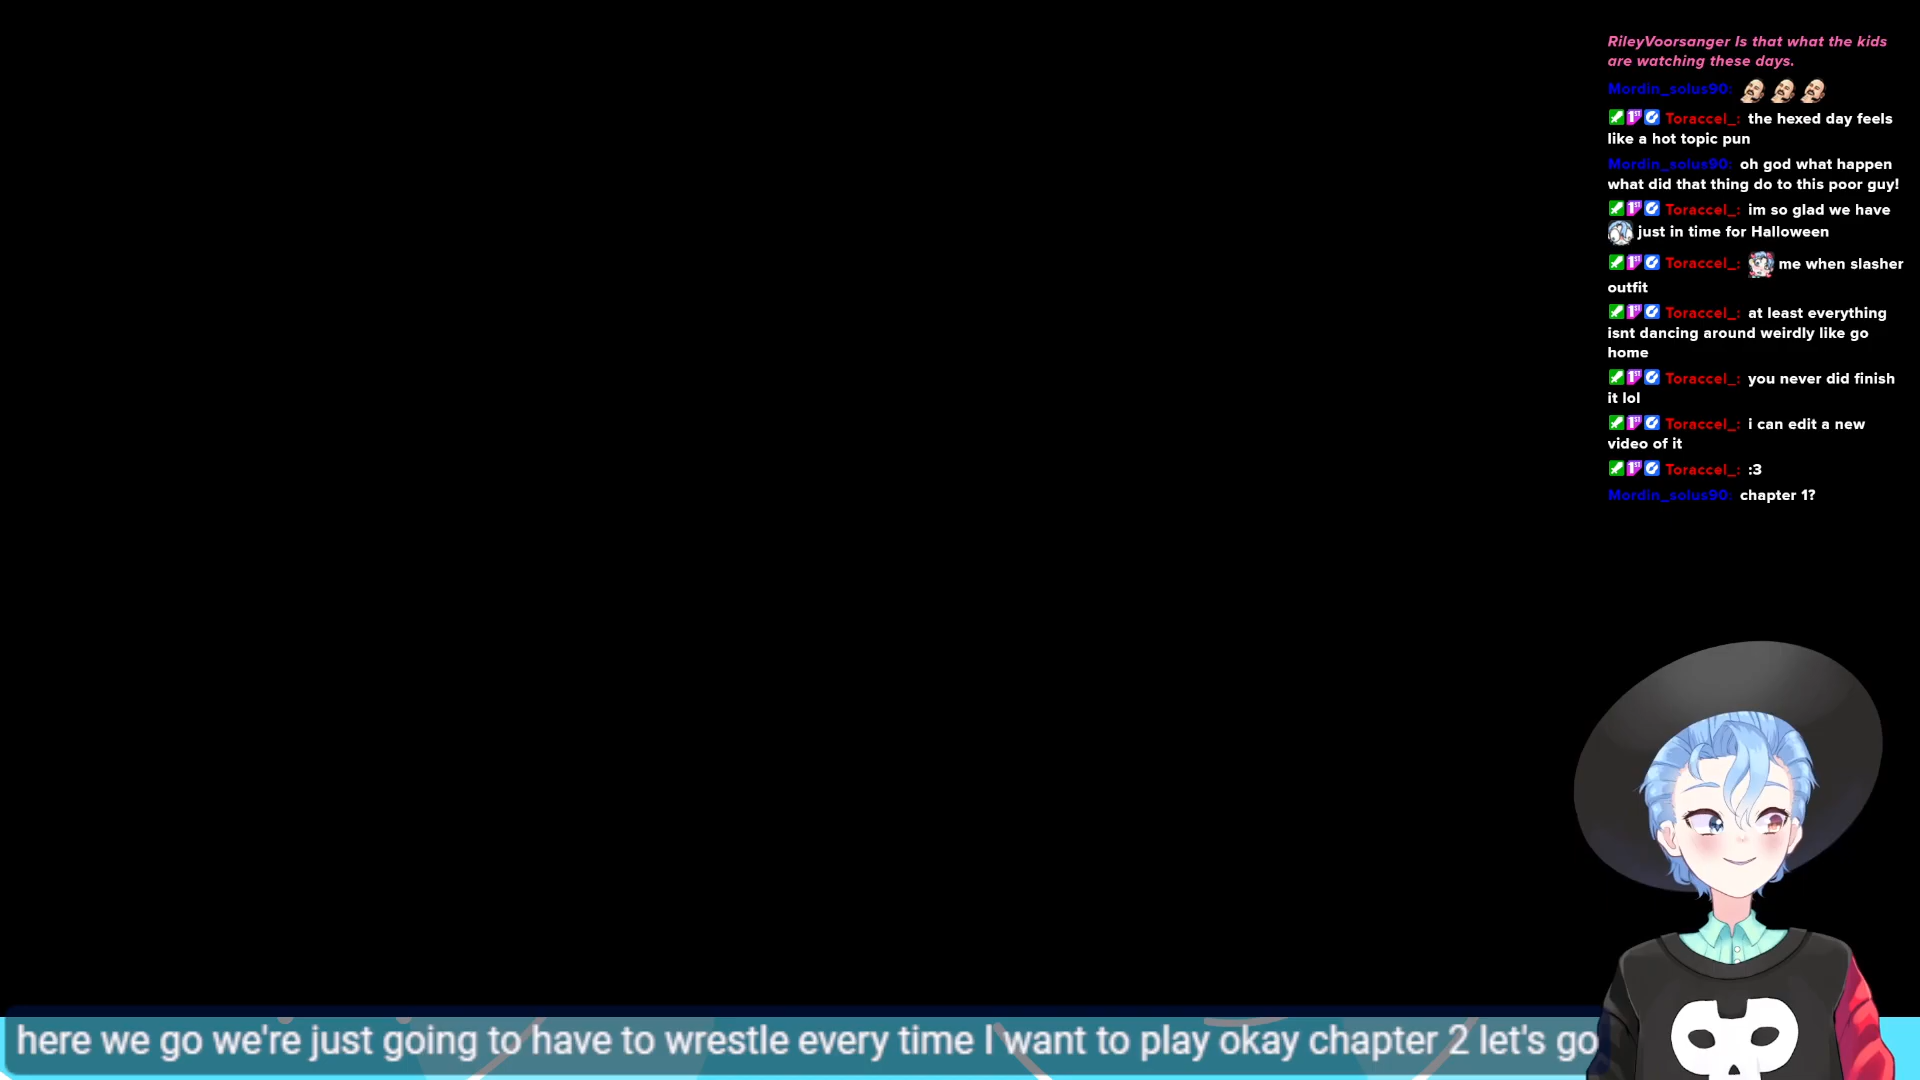 RileyVoorsanger Is that what the kids
are watching these days.
Mordin_solus90:
Toraccel_: the hexed day feels
like a hot topic pun
Mordin_solus90: oh god what happen
what did that thing do to this poor guy!
Toraccel_: im so glad we have
just in time for Halloween
Toraccel_: me when slasher
outfit
Toraccel_: at least everything
isnt dancing around weirdly like go
home
Toraccel_: you never did finish
it lol
Toraccel_: i can edit a new
video of it
Toraccel_: :3
Mordin_solus90: chapter 1?
here we go we're just going to have to wrestle every time I want to play okay chapter 2 let's go